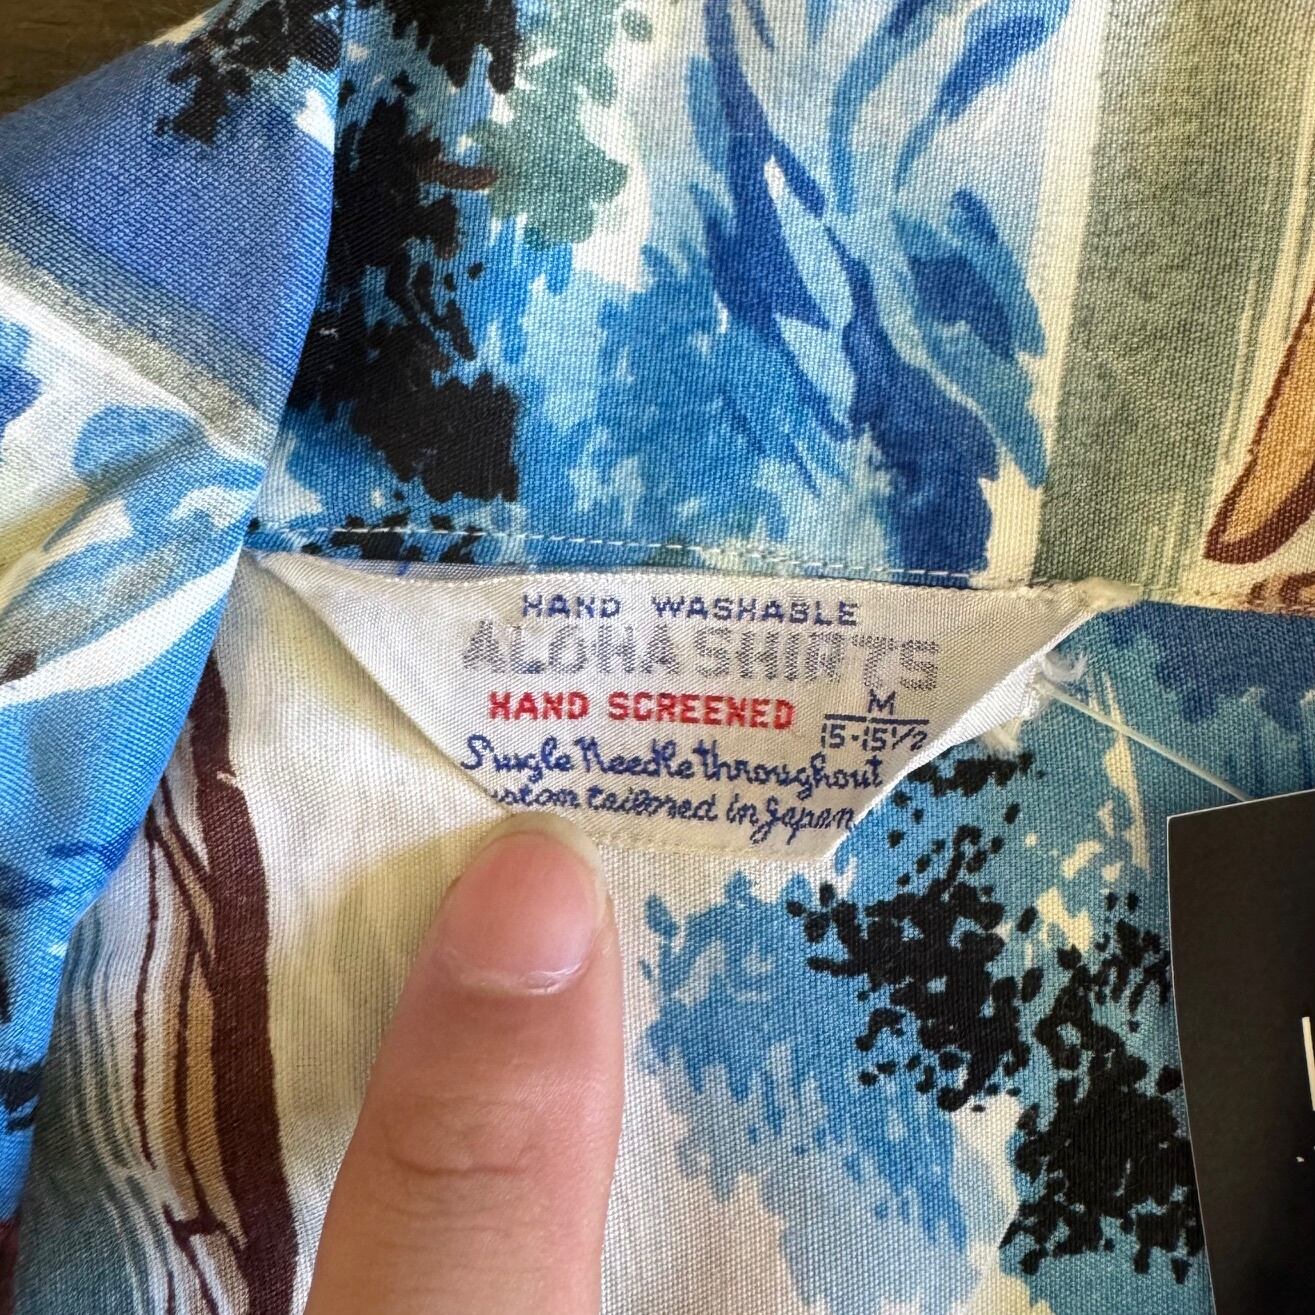 HAND WASHABLE
ALOHA SHIRTS
HAND SCREENED
M
15-15½
Single Needle throughout
ustom tailored in Japan